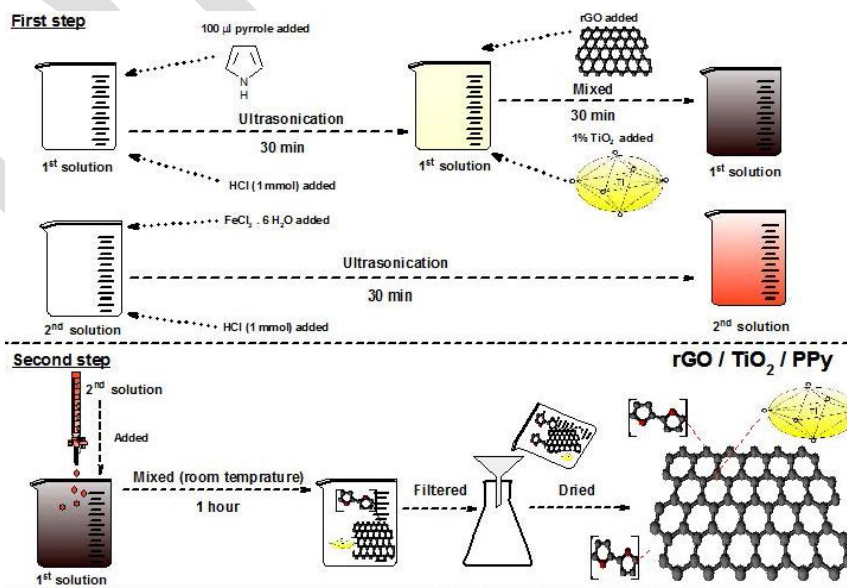 First step
100 µl pyrrole added
N
H
rGO added
Ultrasonication
30 min
Mixed
30 min
1% TiO₂ added
Ti
1st solution
1st solution
1st solution
HCl (1 mmol) added
FeCl₃ . 6 H₂O added
Ultrasonication
30 min
2nd solution
HCl (1 mmol) added
2nd solution
Second step
rGO / TiO₂ / PPy
2nd solution
Added
Mixed (room temprature)
1 hour
Filtered
Dried
1st solution